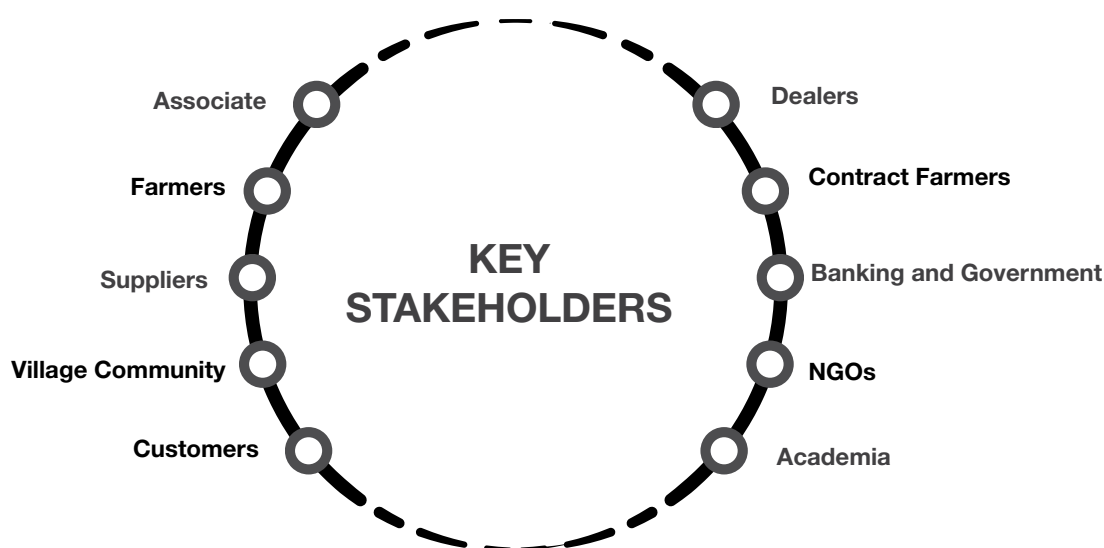 Associate
Farmers
Suppliers
Village Community
Customers
KEY
STAKEHOLDERS
Dealers
Contract Farmers
Banking and Government
NGOs
Academia